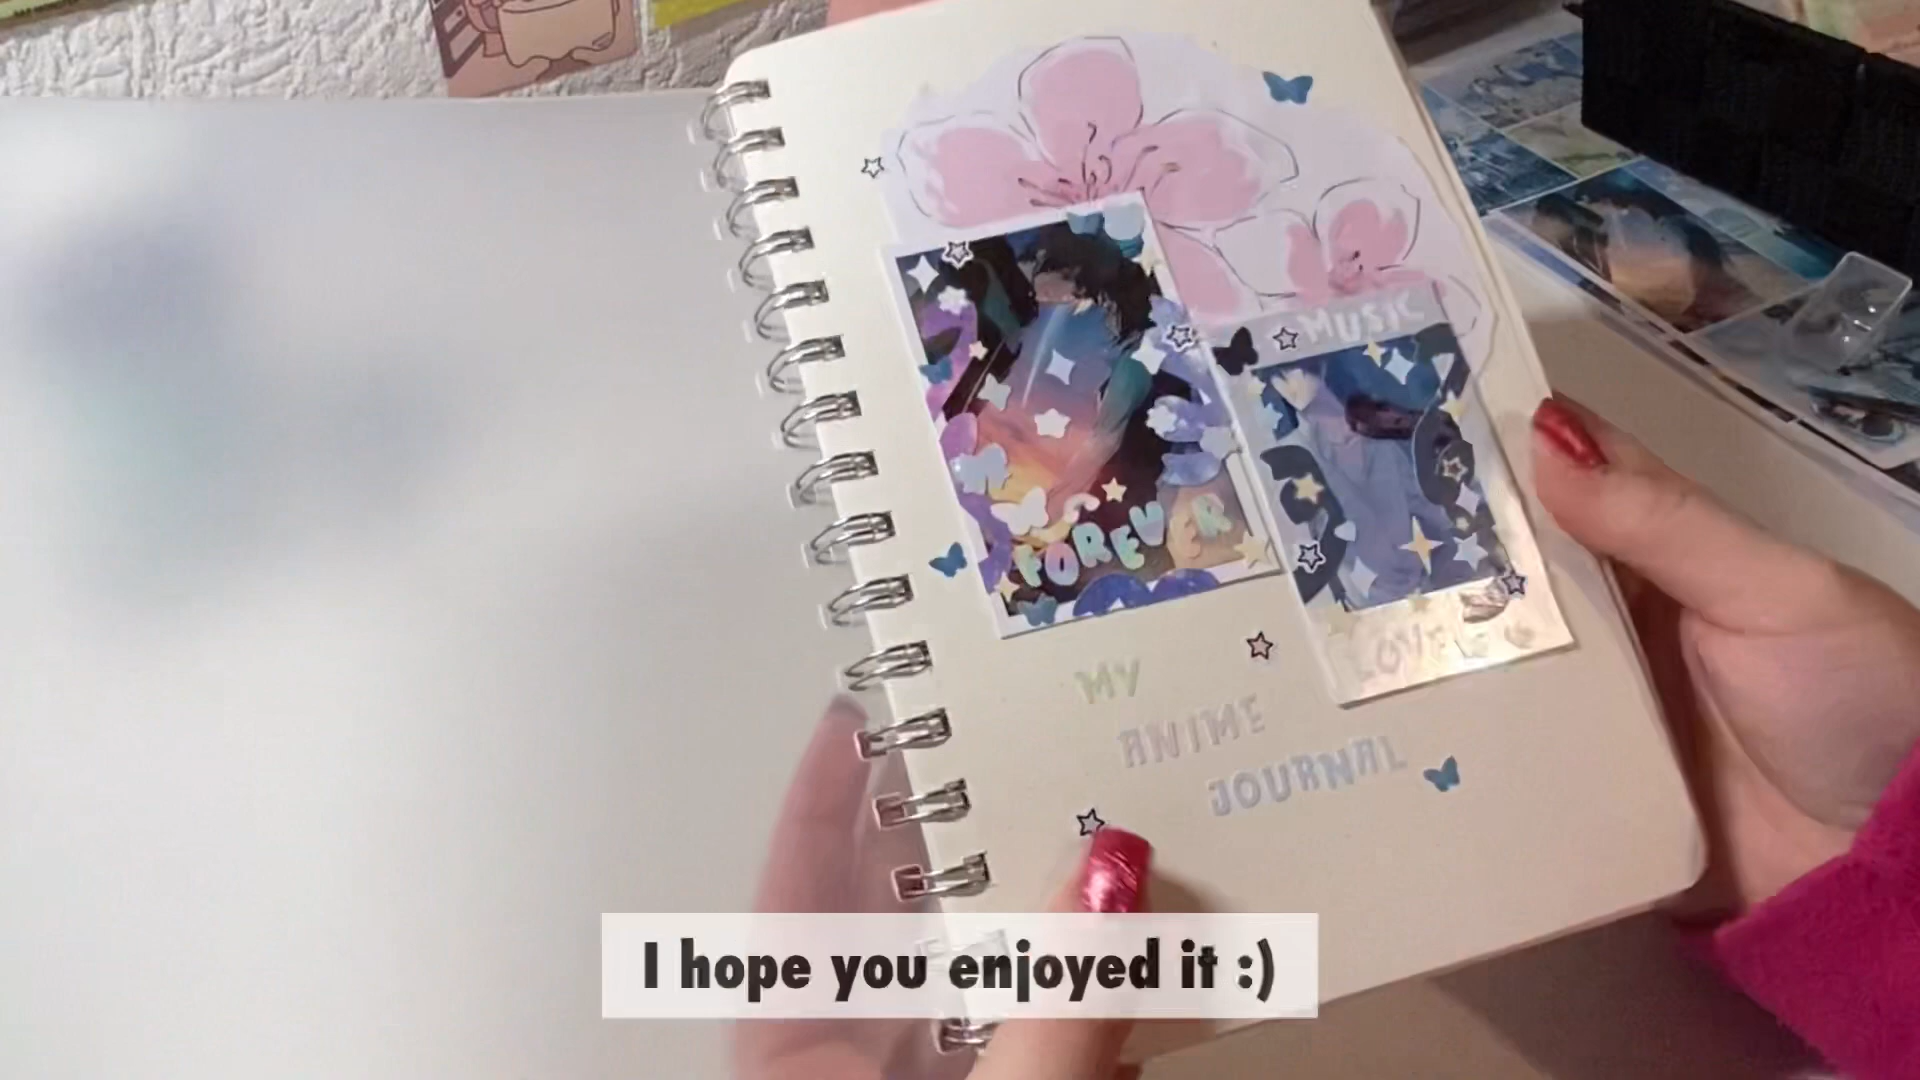 MUSIC
FOREVER
MY
ANIME
JOURNAL
I hope you enjoyed it :)